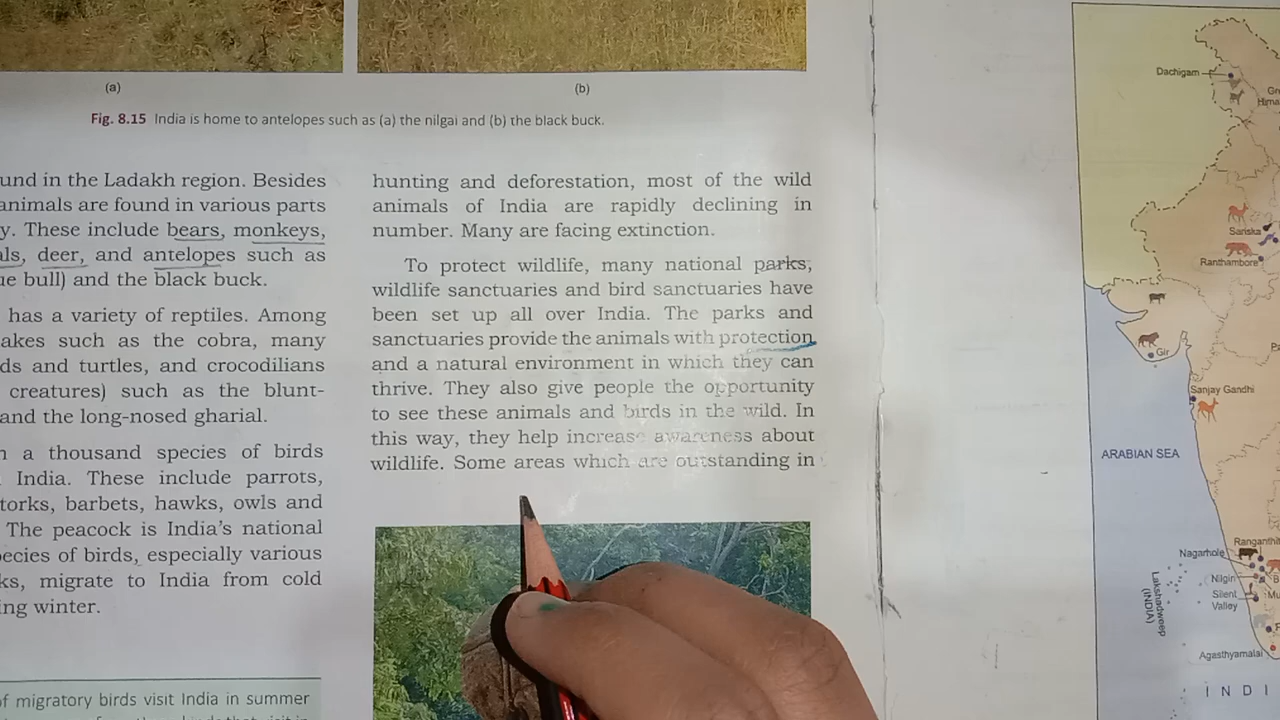 (a)
(b)
Fig. 8.15 India is home to antelopes such as (a) the nilgai and (b) the black buck.
und in the Ladakh region. Besides
animals are found in various parts
y. These include bears, monkeys,
als, deer, and antelopes such as
ue bull) and the black buck.
has a variety of reptiles. Among
akes such as the cobra, many
ds and turtles, and crocodilians
creatures) such as the blunt-
and the long-nosed gharial.
n a thousand species of birds
India. These include parrots,
torks, barbets, hawks, owls and
The peacock is India's national
pecies of birds, especially various
ks, migrate to India from cold
ing winter.
of migratory birds visit India in summer
hunting and deforestation, most of the wild
animals of India are rapidly declining in
number. Many are facing extinction.
To protect wildlife, many national parks,
wildlife sanctuaries and bird sanctuaries have
been set up all over India. The parks and
sanctuaries provide the animals with protection
and a natural environment in which they can
thrive. They also give people the opportunity
to see these animals and birds in the wild. In
this way, they help increase awareness about
wildlife. Some areas which are outstanding in
Dachigam
Gr
Hima
Sariska
Ranthambore
Gir
Sanjay Gandhi
ARABIAN SEA
Ranganthit
Nagarhole
Nilgiri
Silent
Valley
Mu
Lakshadweep
(INDIA)
Agasthyamalai
I N D I